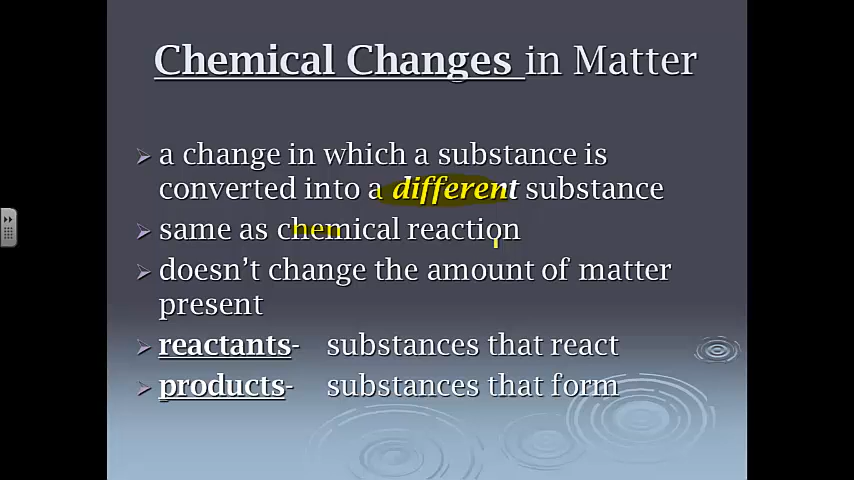 Chemical Changes in Matter
a change in which a substance is
converted into a different substance
same as chemical reaction
doesn't change the amount of matter
present
reactants- substances that react
products- substances that form